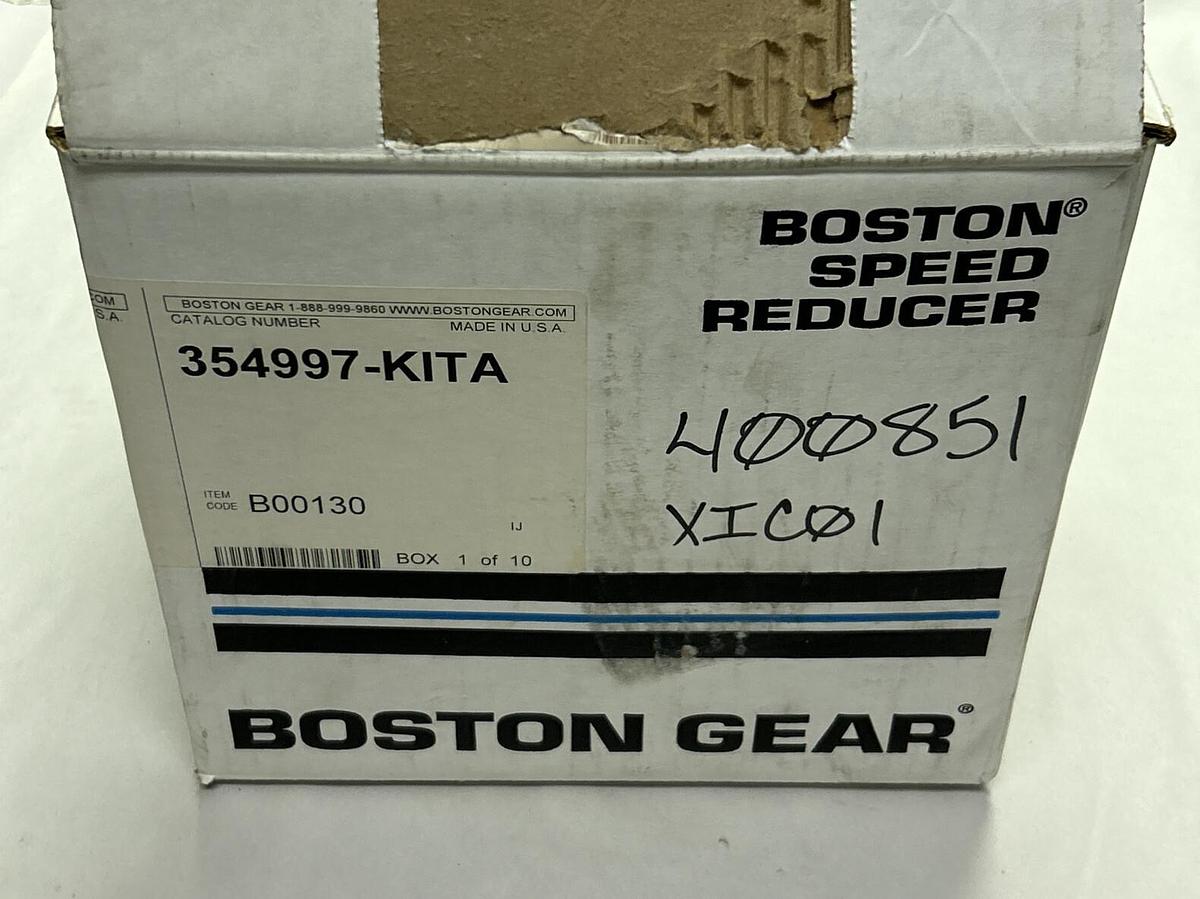 BOSTON®
SPEED
REDUCER
COM
S.A.
BOSTON GEAR 1-888-999-9860 WWW.BOSTONGEAR.COM
CATALOG NUMBER MADE IN U.S.A.
354997-KITA
400851
XIC01
ITEM
CODE B00130
IJ
BOX 1 of 10
BOSTON GEAR®